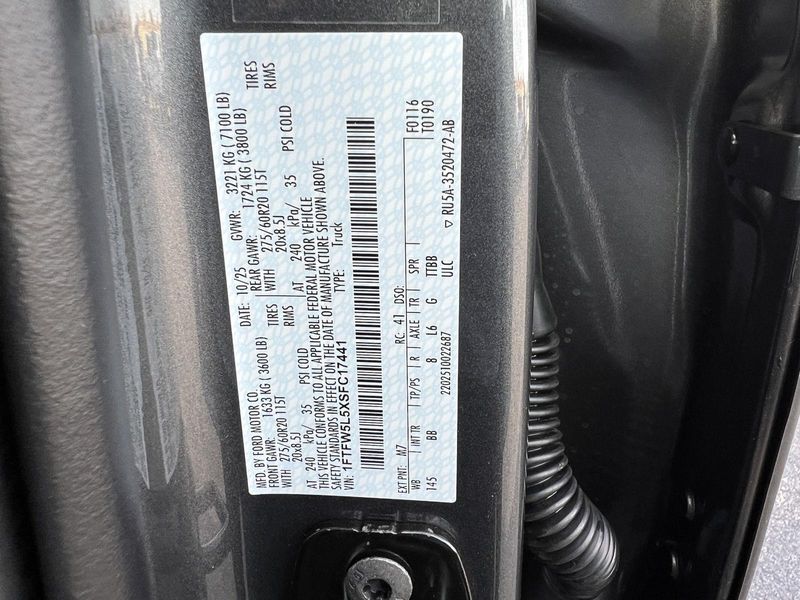 MFD. BY FORD MOTOR CO. DATE: 10/25 GVWR: 3221 KG ( 7100 LB)
FRONT GAWR: 1633 KG ( 3600 LB) REAR GAWR: 1724 KG ( 3800 LB)
WITH 275/60R20 115T TIRES WITH 275/60R20 115T TIRES
20x8.5J RIMS 20x8.5J RIMS
AT 240 kPa/ 35 PSI COLD AT 240 kPa/ 35 PSI COLD
THIS VEHICLE CONFORMS TO ALL APPLICABLE FEDERAL MOTOR VEHICLE
SAFETY STANDARDS IN EFFECT ON THE DATE OF MANUFACTURE SHOWN ABOVE.
VIN: 1FTFW5L5XSFC17441 TYPE: Truck
EXT PNT: M7 RC: 41 DSO: F0116
WB INT TR TP/PS R AXLE TR SPR T0190
145 BB 8 L6 G TTBB
2202510022687 ULC ▽ RU5A-3520472-AB